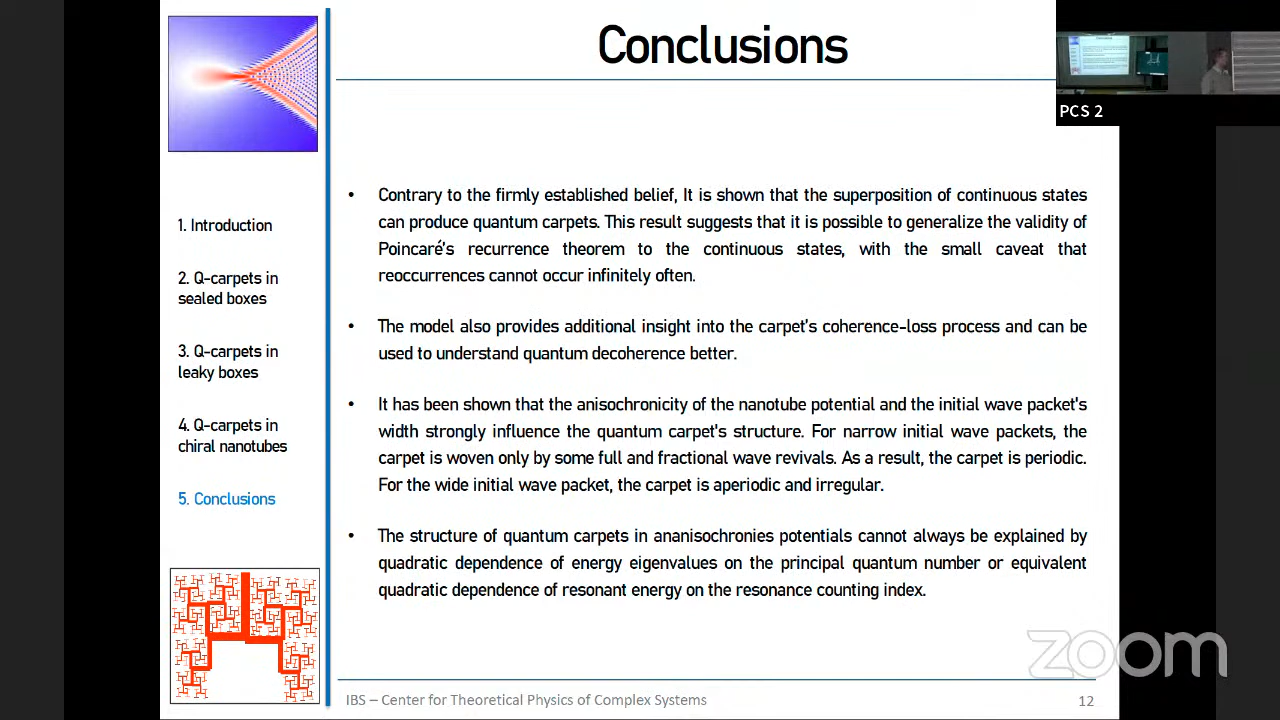 Conclusions
PCS 2
1. Introduction
2. Q-carpets in
sealed boxes
3. Q-carpets in
leaky boxes
4. Q-carpets in
chiral nanotubes
5. Conclusions
• Contrary to the firmly established belief, It is shown that the superposition of continuous states
can produce quantum carpets. This result suggests that it is possible to generalize the validity of
Poincaré's recurrence theorem to the continuous states, with the small caveat that
reoccurrences cannot occur infinitely often.
• The model also provides additional insight into the carpet's coherence-loss process and can be
used to understand quantum decoherence better.
• It has been shown that the anisochronicity of the nanotube potential and the initial wave packet's
width strongly influence the quantum carpet's structure. For narrow initial wave packets, the
carpet is woven only by some full and fractional wave revivals. As a result, the carpet is periodic.
For the wide initial wave packet, the carpet is aperiodic and irregular.
• The structure of quantum carpets in ananisochronies potentials cannot always be explained by
quadratic dependence of energy eigenvalues on the principal quantum number or equivalent
quadratic dependence of resonant energy on the resonance counting index.
zoom
IBS – Center for Theoretical Physics of Complex Systems
12